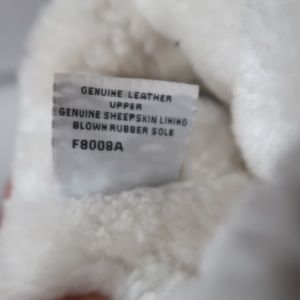 GENUINE LEATHER
UPPER
GENUINE SHEEPSKIN LINING
BLOWN RUBBER SOLE
F8008A